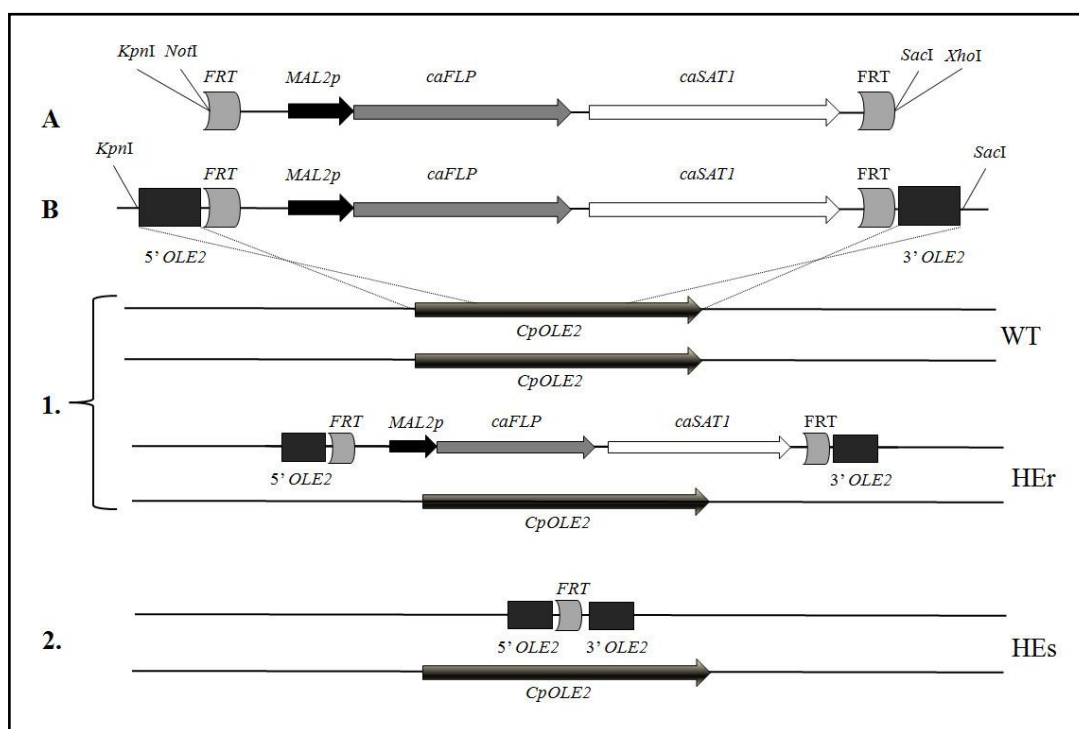 KpnI NotI FRT MAL2p caFLP caSAT1 FRT SacI XhoI
A
KpnI FRT MAL2p caFLP caSAT1 FRT SacI
B
5’ OLE2 3’ OLE2
CpOLE2 WT
CpOLE2
1.
FRT MAL2p caFLP caSAT1 FRT
5’ OLE2 3’ OLE2 HEr
CpOLE2
FRT
5’ OLE2 3’ OLE2 HEs
2.
CpOLE2